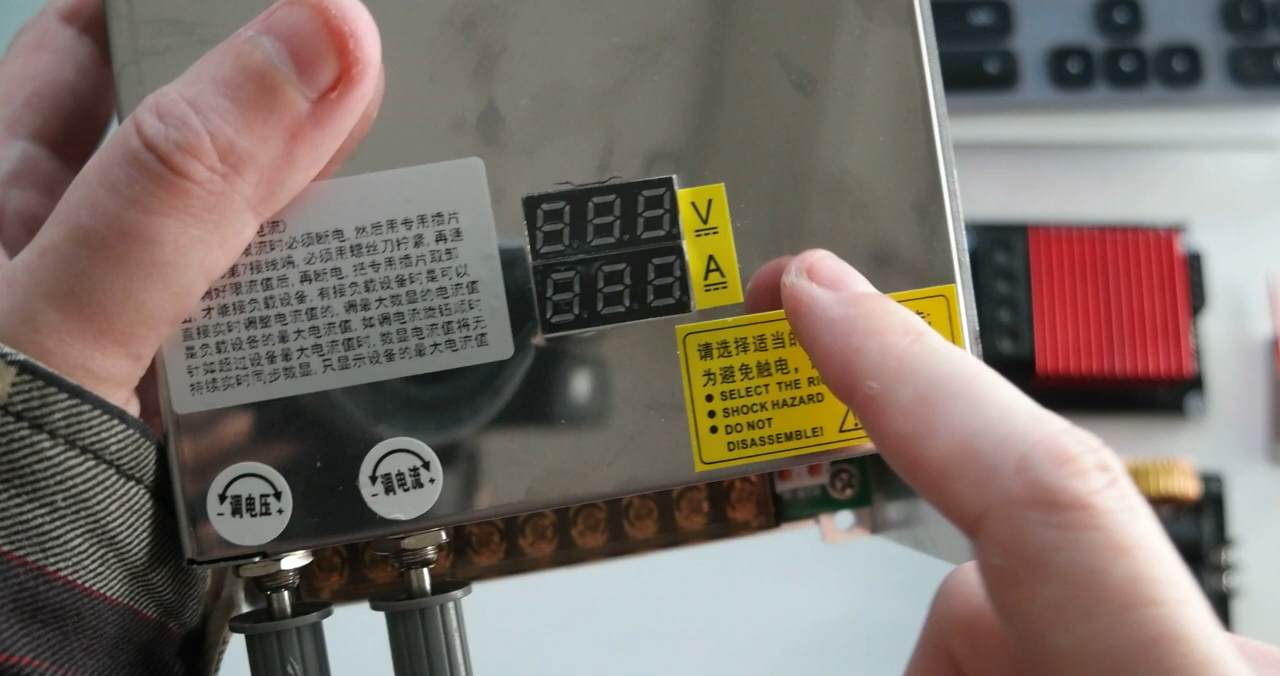 电流)
限流时必须断电, 然后用专用插片
第7接线端, 必须用螺丝刀拧紧, 再通
调好限流值后, 再断电, 把专用插片取卸
才能接负载设备, 有接负载设备时是可以
直接实时调整电流值的, 调最大数显的电流值
是负载设备的最大电流值, 如调电流旋钮顺时
针如超过设备最大电流值时, 数显电流值将无
持续实时同步数显, 只显示设备的最大电流值
V
A
请选择适当的
为避免触电,
● SELECT THE
● SHOCK HAZARD
● DO NOT
DISASSEMBLE!
- 调电压 +
- 调电流 +